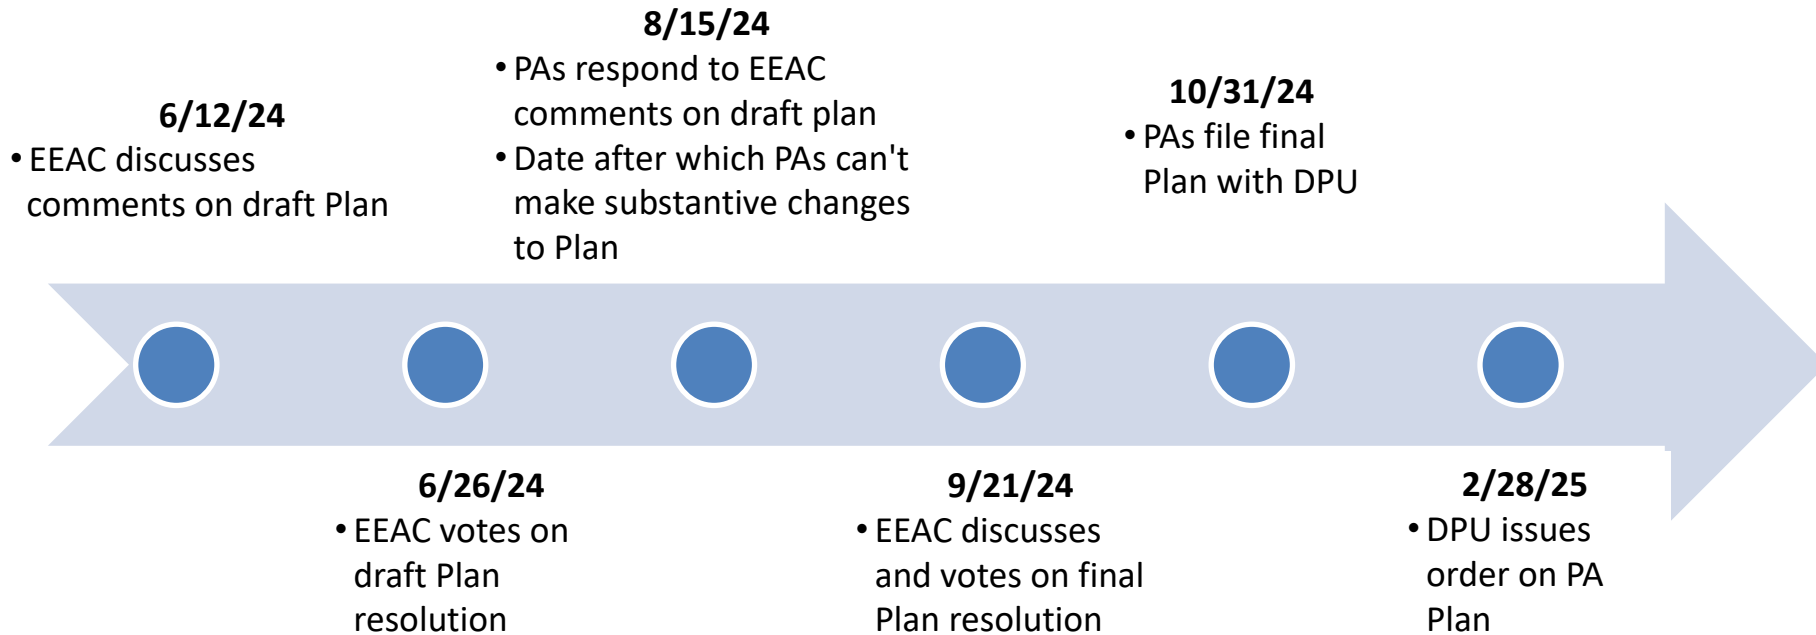 6/12/24
• EEAC discusses
comments on draft Plan
8/15/24
• PAs respond to EEAC
comments on draft plan
• Date after which PAs can't
make substantive changes
to Plan
10/31/24
• PAs file final
Plan with DPU
6/26/24
• EEAC votes on
draft Plan
resolution
9/21/24
• EEAC discusses
and votes on final
Plan resolution
2/28/25
• DPU issues
order on PA
Plan